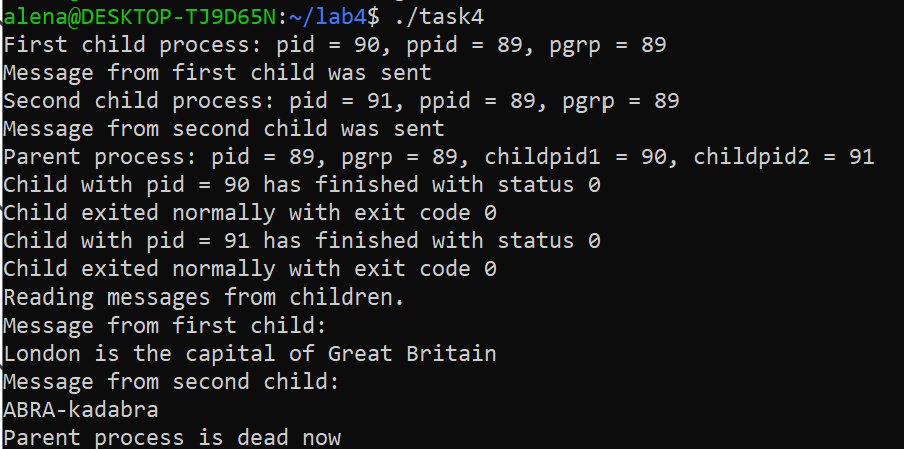 alena@DESKTOP-TJ9D65N:~/lab4$ ./task4
First child process: pid = 90, ppid = 89, pgrp = 89
Message from first child was sent
Second child process: pid = 91, ppid = 89, pgrp = 89
Message from second child was sent
Parent process: pid = 89, pgrp = 89, childpid1 = 90, childpid2 = 91
Child with pid = 90 has finished with status 0
Child exited normally with exit code 0
Child with pid = 91 has finished with status 0
Child exited normally with exit code 0
Reading messages from children.
Message from first child:
London is the capital of Great Britain
Message from second child:
ABRA-kadabra
Parent process is dead now